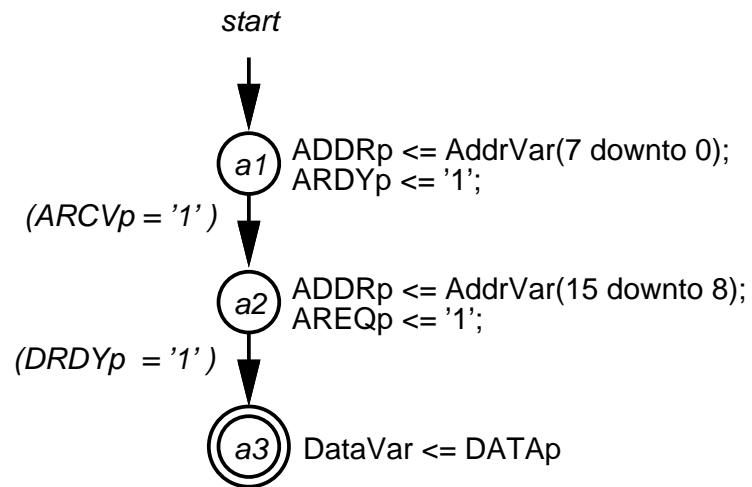 start
a1
ADDRp <= AddrVar(7 downto 0);
ARDYp <= '1';
(ARCVp = '1' )
a2
ADDRp <= AddrVar(15 downto 8);
AREQp <= '1';
(DRDYp  = '1' )
a3
DataVar <= DATAp